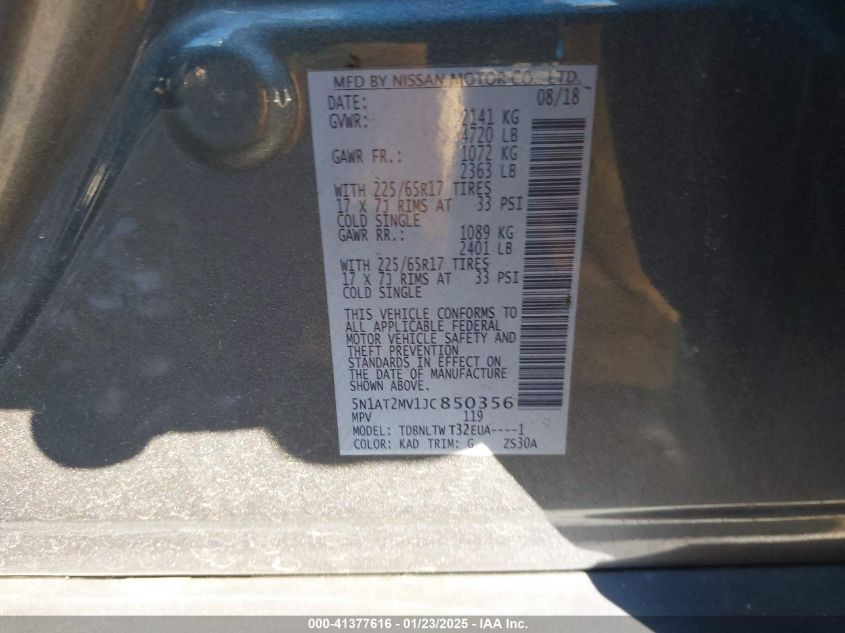 MFD BY NISSAN MOTOR CO., LTD.
DATE: 08/18
GVWR: 2141 KG
4720 LB
GAWR FR.: 1072 KG
2363 LB
WITH 225/65R17 TIRES
17 X 7J RIMS AT 33 PSI
COLD SINGLE
GAWR RR.: 1089 KG
2401 LB
WITH 225/65R17 TIRES
17 X 7J RIMS AT 33 PSI
COLD SINGLE
THIS VEHICLE CONFORMS TO
ALL APPLICABLE FEDERAL
MOTOR VEHICLE SAFETY AND
THEFT PREVENTION
STANDARDS IN EFFECT ON
THE DATE OF MANUFACTURE
SHOWN ABOVE.
5N1AT2MV1JC850356
MPV 119
MODEL: TDBNLTWT32EUA----1
COLOR: KAD TRIM: G ZS30A
000-41377616 — 01/23/2025 — IAA Inc.